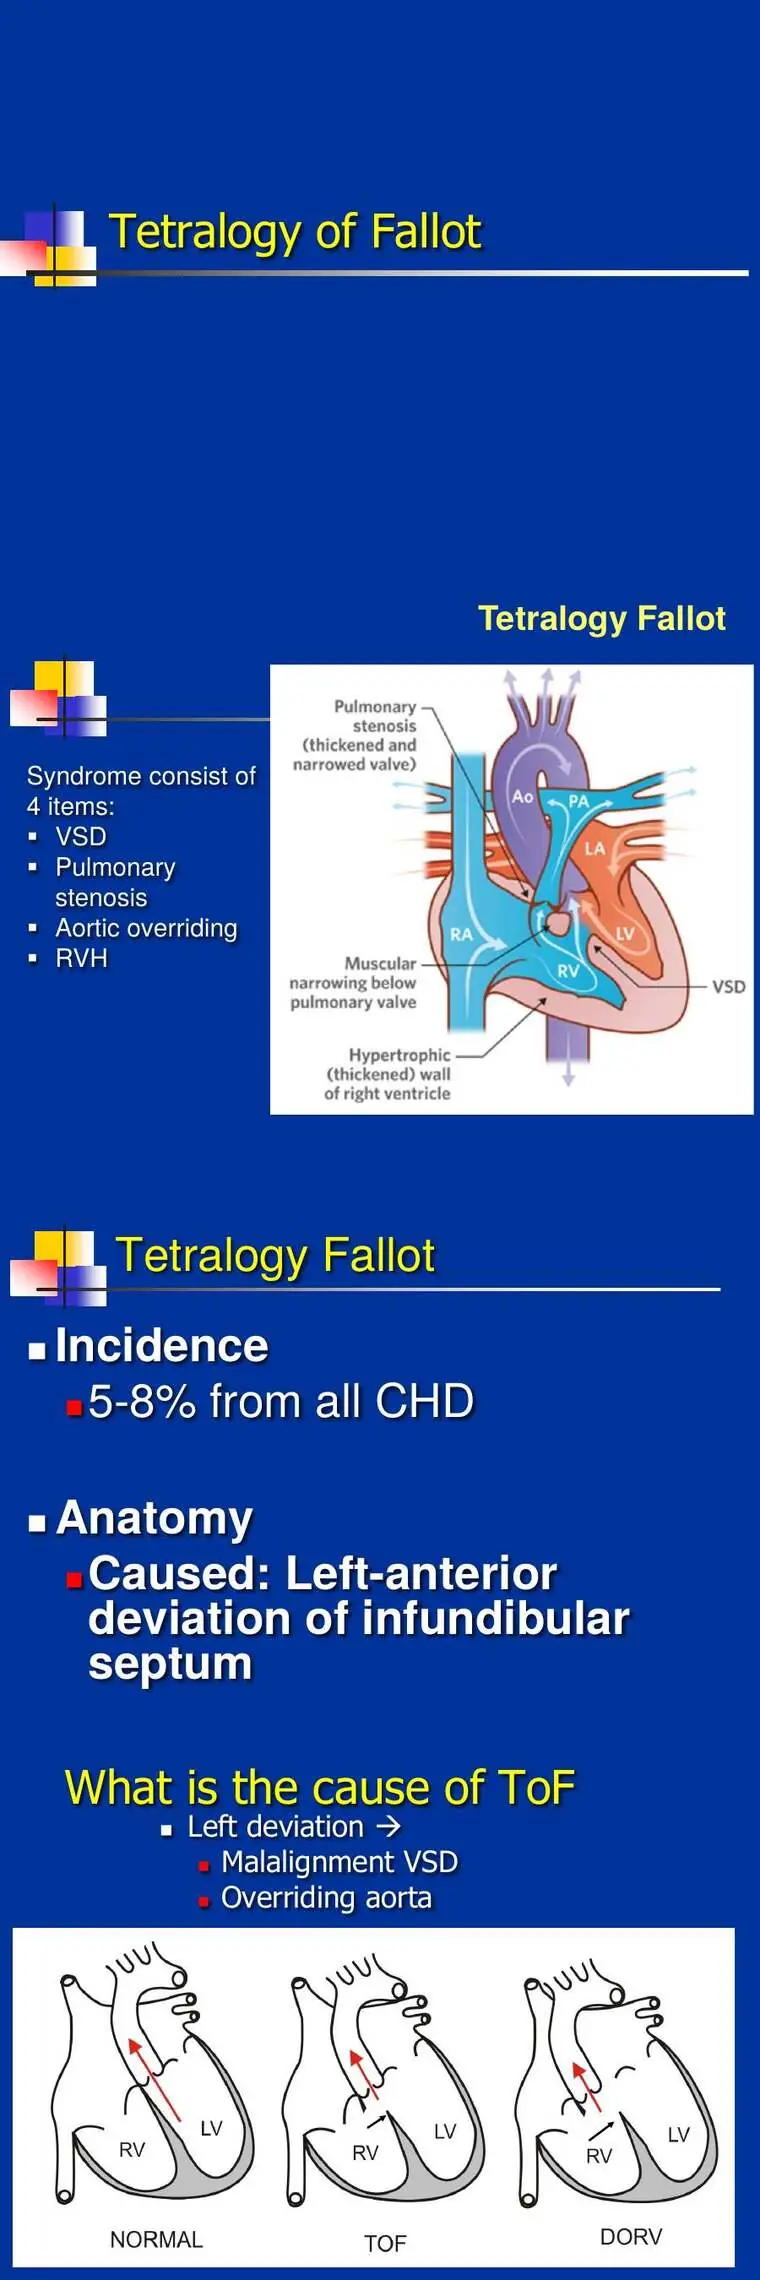 Tetralogy of Fallot
Tetralogy Fallot
Syndrome consist of
4 items:
▪ VSD
▪ Pulmonary
stenosis
▪ Aortic overriding
▪ RVH
Pulmonary
stenosis
(thickened and
narrowed valve)
Ao
PA
LA
RA
LV
RV
Muscular
narrowing below
pulmonary valve
VSD
Hypertrophic
(thickened) wall
of right ventricle
Tetralogy Fallot
▪ Incidence
▪ 5-8% from all CHD
▪ Anatomy
▪ Caused: Left-anterior
deviation of infundibular
septum
What is the cause of ToF
▪ Left deviation →
▪ Malalignment VSD
▪ Overriding aorta
RV
LV
NORMAL
RV
LV
TOF
RV
LV
DORV